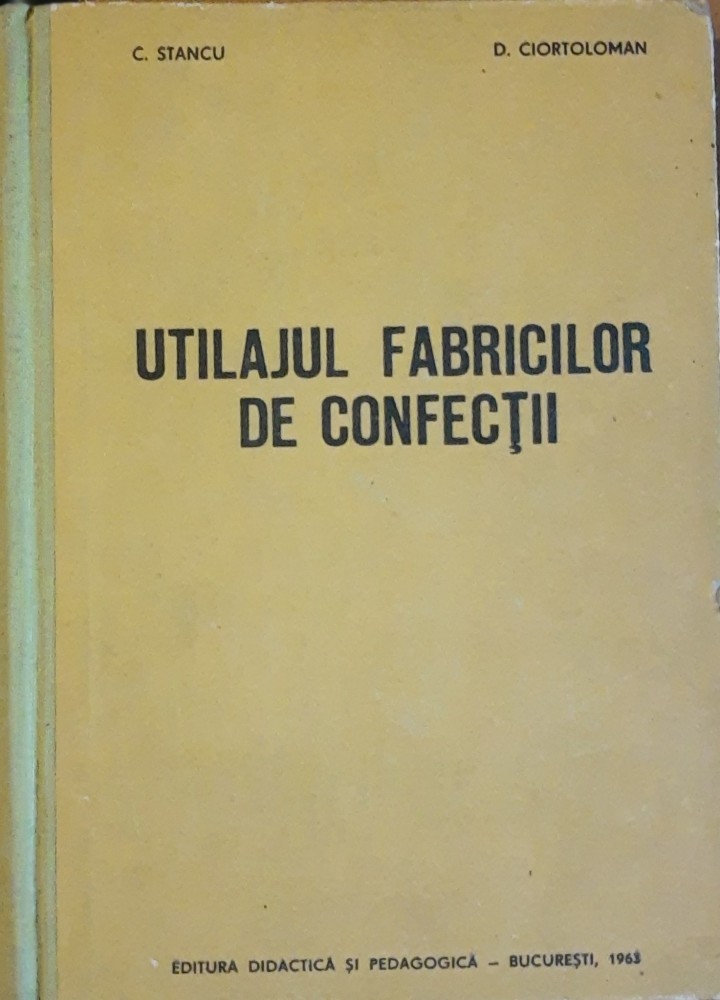 C. STANCU D. CIORTOLOMAN
UTILAJUL FABRICILOR
DE CONFECŢII
EDITURA DIDACTICĂ ŞI PEDAGOGICĂ – BUCUREŞTI, 1963